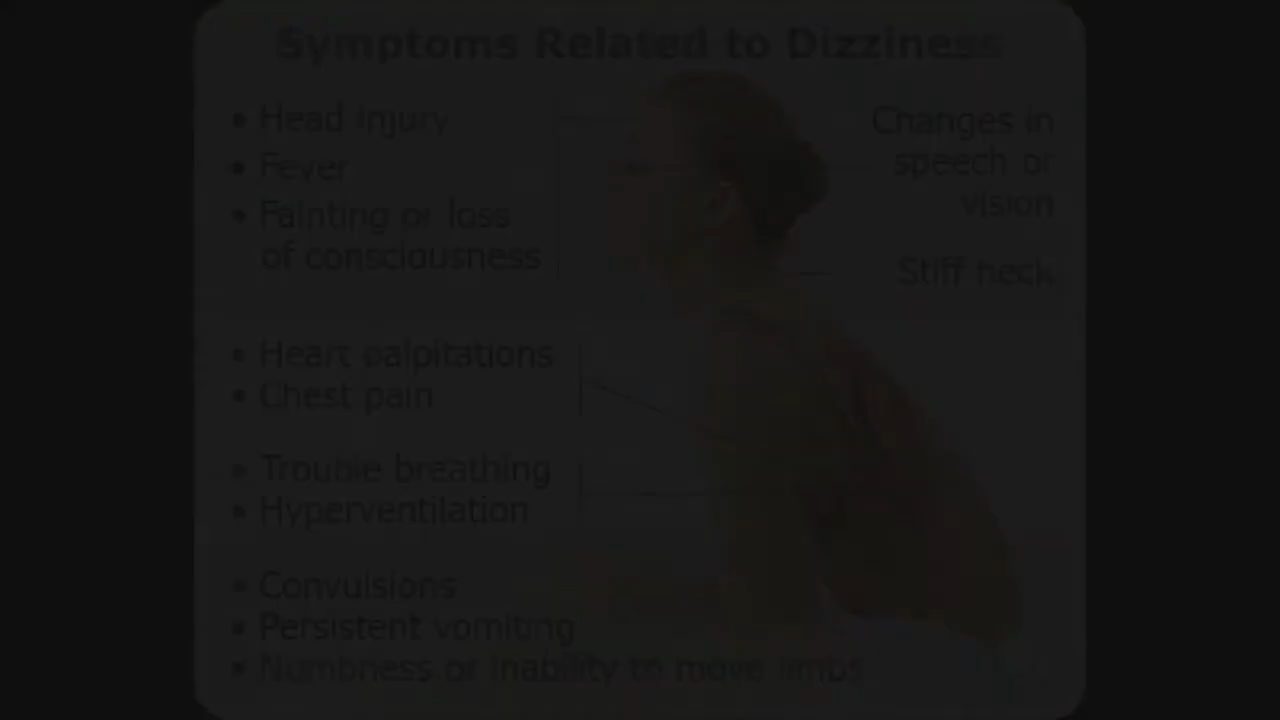 Symptoms Related to Dizziness
• Head injury
• Fever
• Fainting or loss
of consciousness
Changes in
speech or
vision
Stiff neck
• Heart palpitations
• Chest pain
• Trouble breathing
• Hyperventilation
• Convulsions
• Persistent vomiting
• Numbness or inability to move limbs